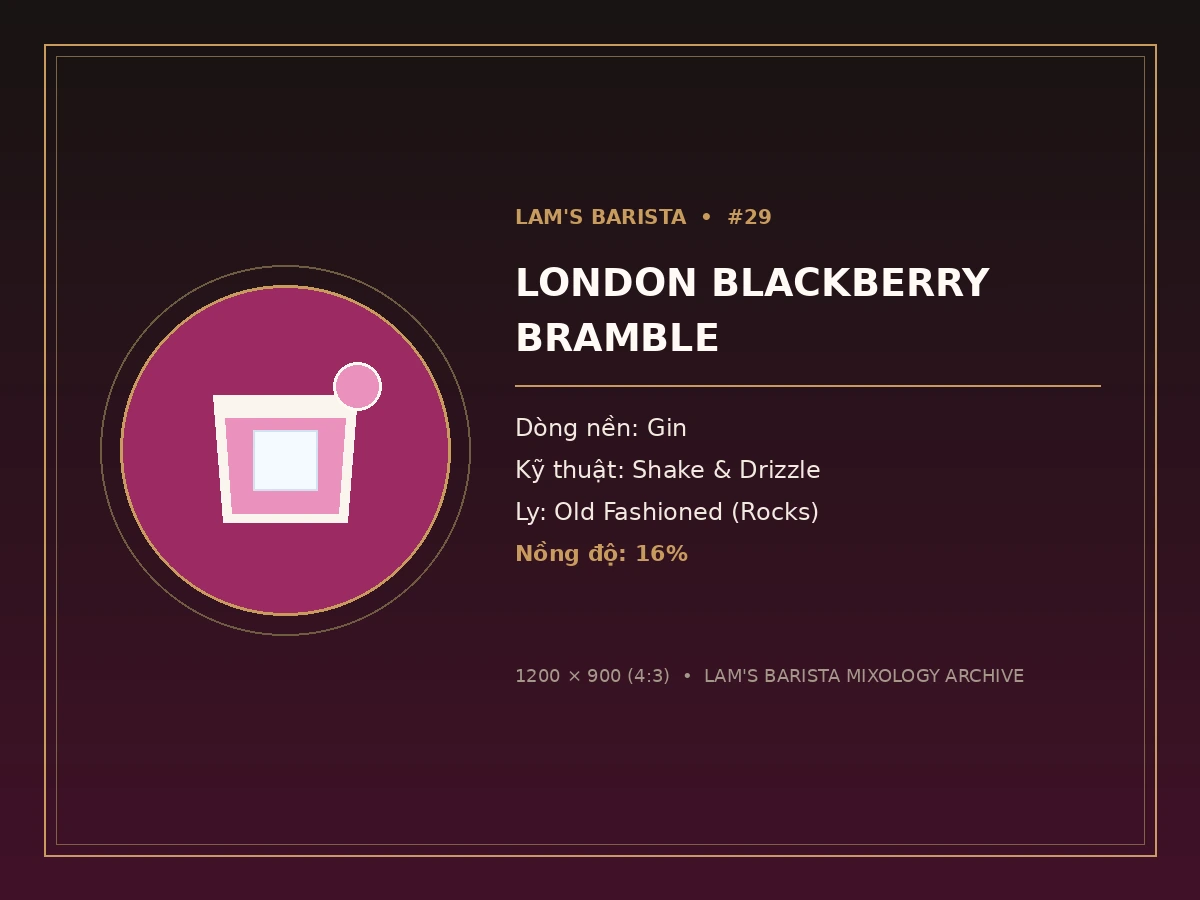 LAM'S BARISTA • #29
LONDON BLACKBERRY
BRAMBLE
Dòng nền: Gin
Kỹ thuật: Shake & Drizzle
Ly: Old Fashioned (Rocks)
Nồng độ: 16%
1200 × 900 (4:3) • LAM'S BARISTA MIXOLOGY ARCHIVE